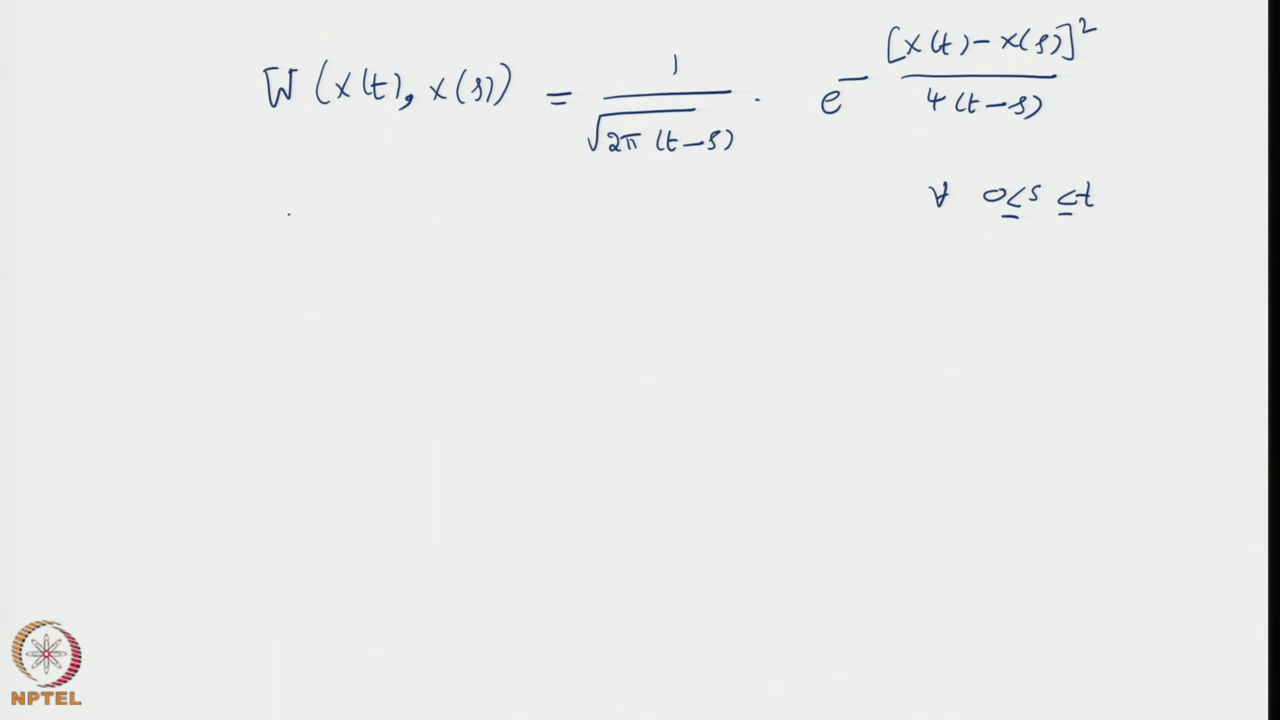 W(x(t), x(s)) = 1/√2π(t-s) · e^-[x(t)-x(s)]²/4(t-s)
∀ 0≤s≤t
NPTEL